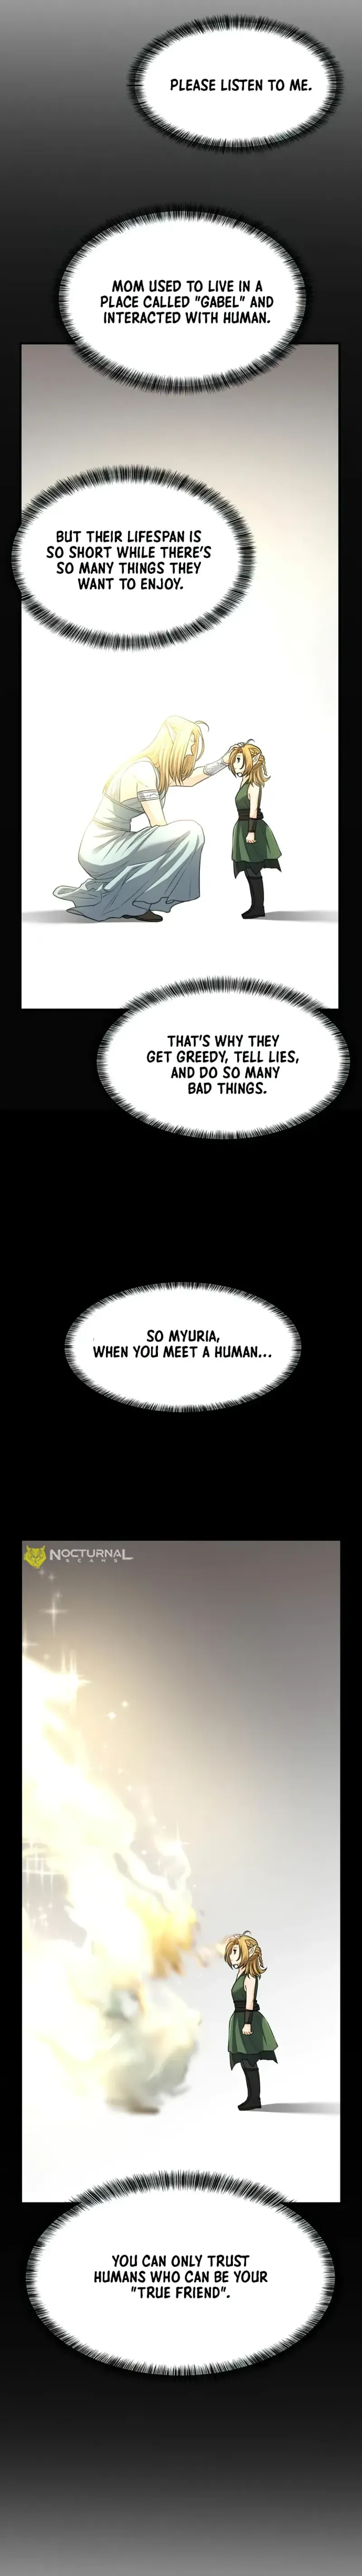 PLEASE LISTEN TO ME.
MOM USED TO LIVE IN A
PLACE CALLED "GABEL" AND
INTERACTED WITH HUMAN.
BUT THEIR LIFESPAN IS
SO SHORT WHILE THERE'S
SO MANY THINGS THEY
WANT TO ENJOY.
THAT'S WHY THEY
GET GREEDY, TELL LIES,
AND DO SO MANY
BAD THINGS.
SO MYURIA,
WHEN YOU MEET A HUMAN...
NOCTURNAL
SCANS
YOU CAN ONLY TRUST
HUMANS WHO CAN BE YOUR
"TRUE FRIEND".